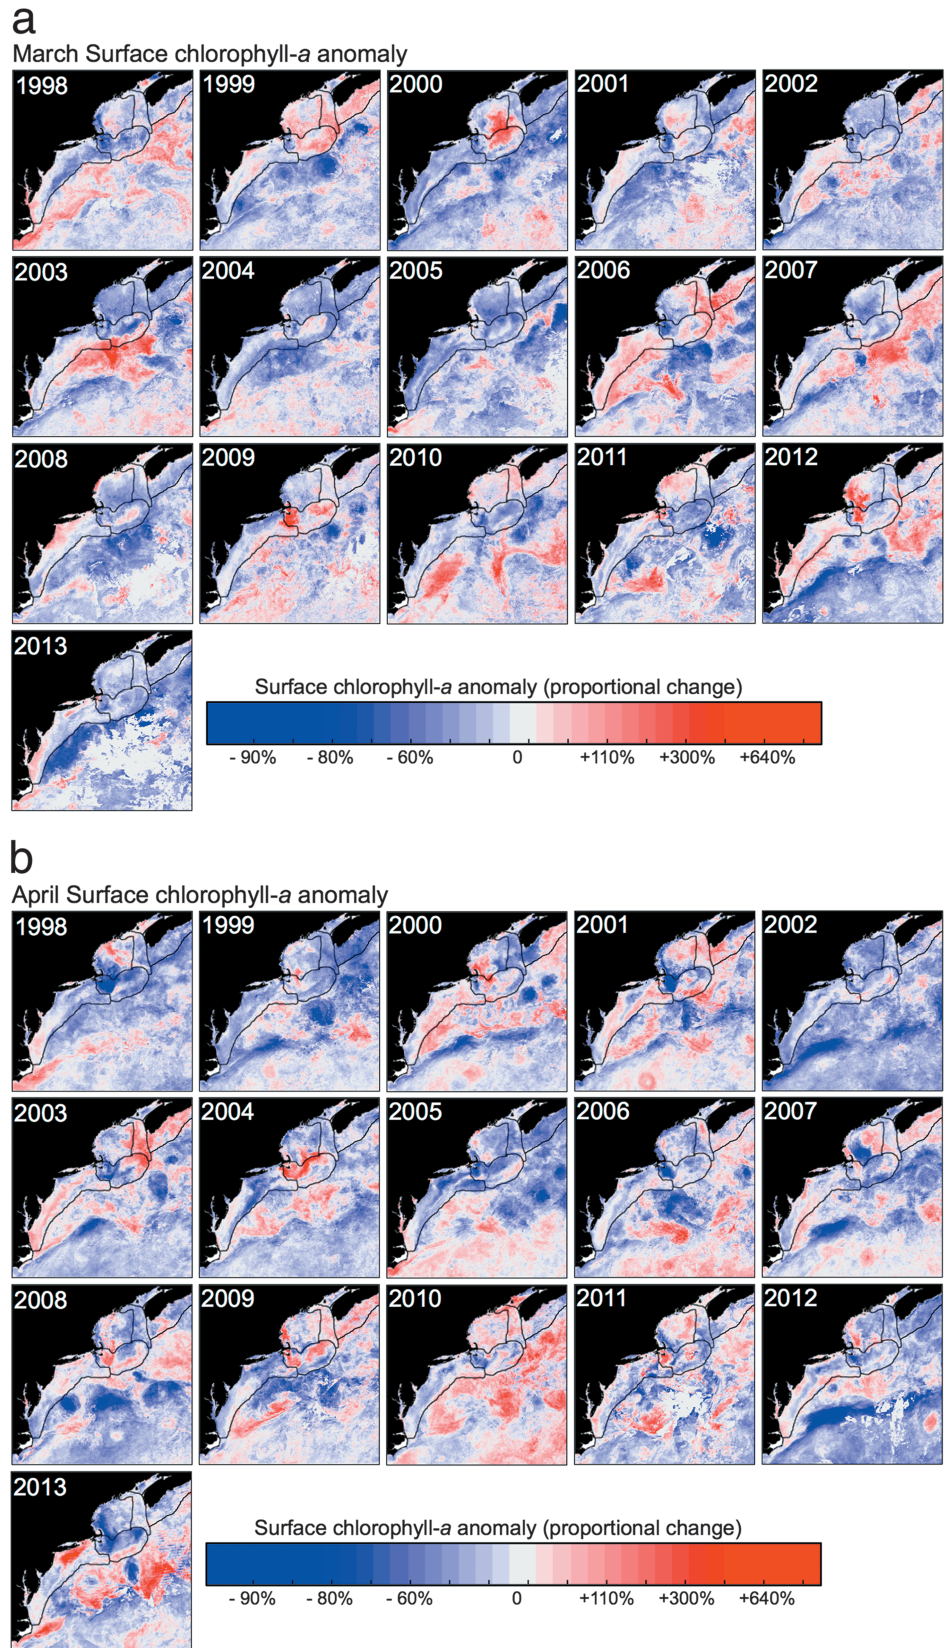 a
March Surface chlorophyll-a anomaly
1998 1999 2000 2001 2002
2003 2004 2005 2006 2007
2008 2009 2010 2011 2012
2013
Surface chlorophyll-a anomaly (proportional change)
- 90% - 80% - 60% 0 +110% +300% +640%
b
April Surface chlorophyll-a anomaly
1998 1999 2000 2001 2002
2003 2004 2005 2006 2007
2008 2009 2010 2011 2012
2013
Surface chlorophyll-a anomaly (proportional change)
- 90% - 80% - 60% 0 +110% +300% +640%